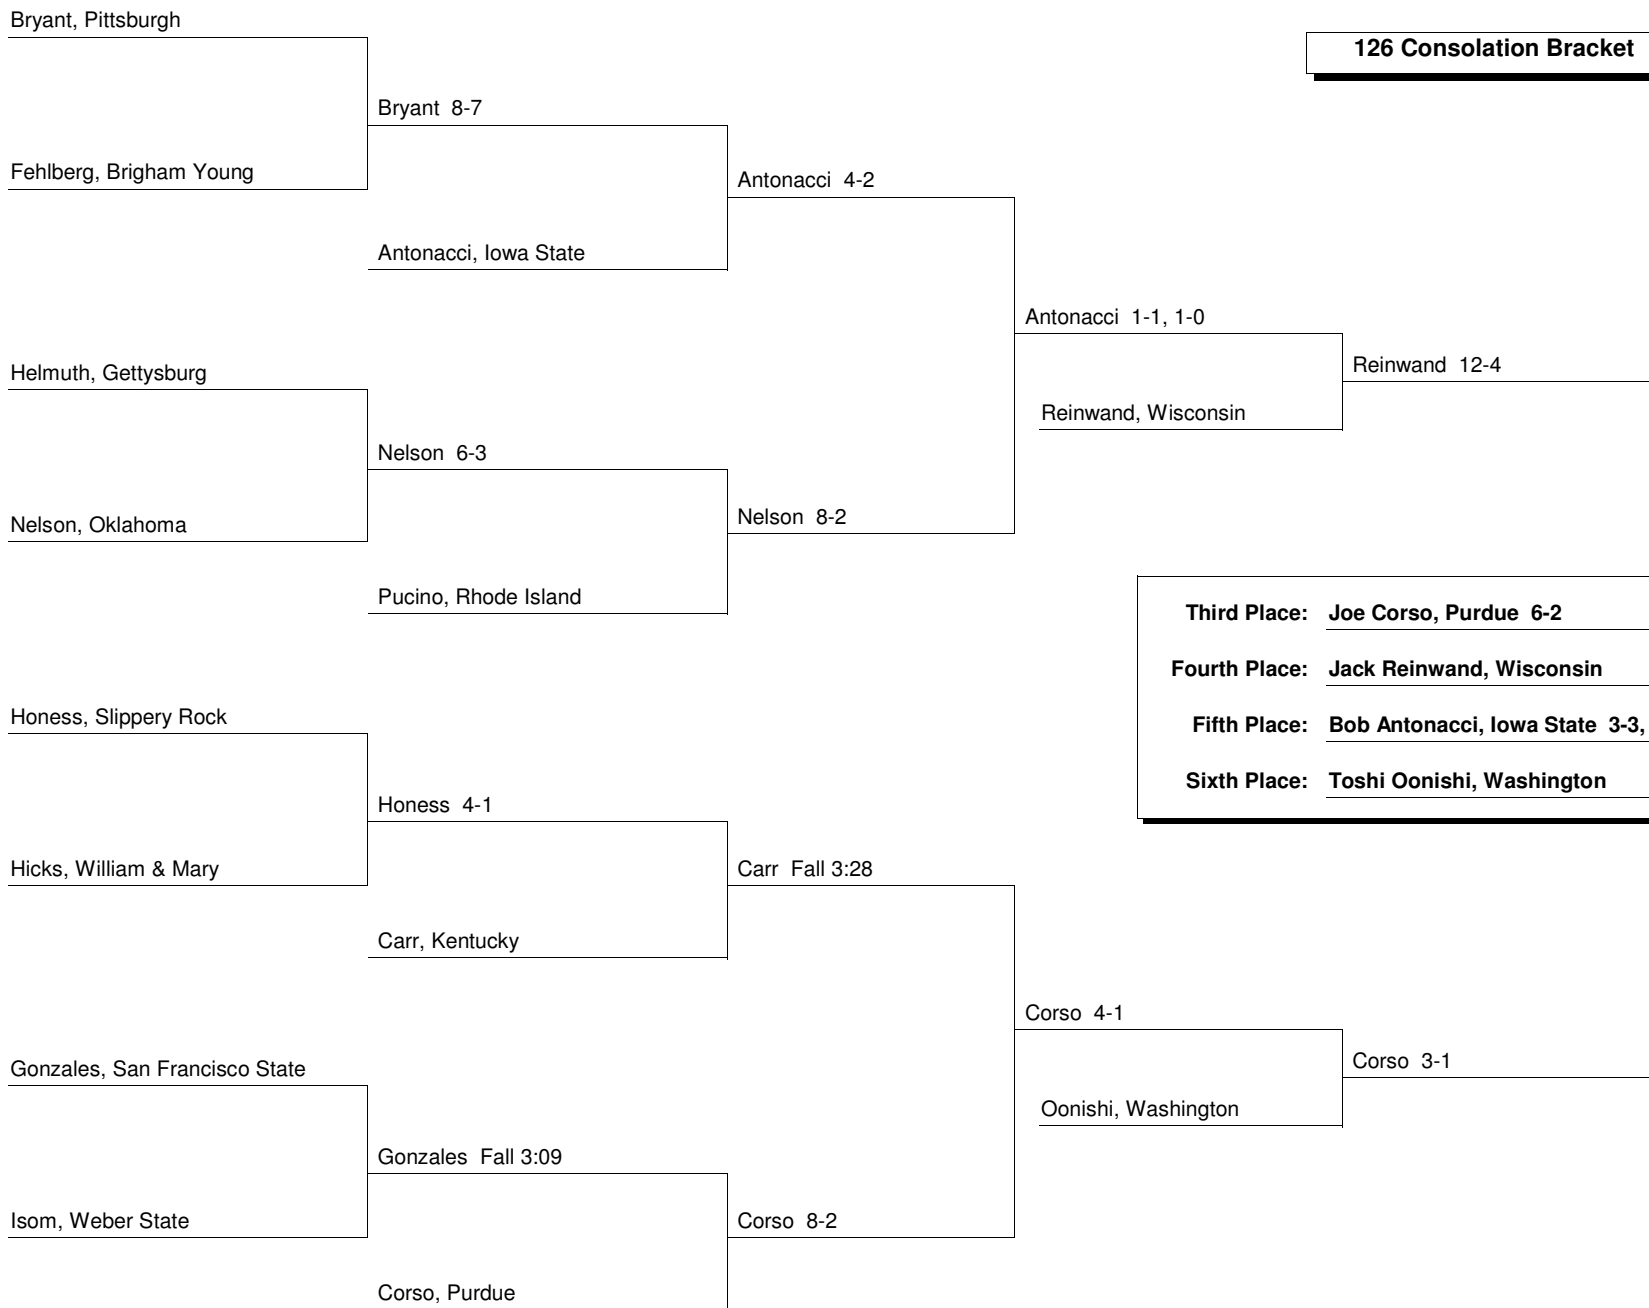 Bryant, Pittsburgh
126 Consolation Bracket
Bryant 8-7
Fehlberg, Brigham Young
Antonacci 4-2
Antonacci, Iowa State
Antonacci 1-1, 1-0
Helmuth, Gettysburg
Reinwand 12-4
Reinwand, Wisconsin
Nelson 6-3
Nelson, Oklahoma
Nelson 8-2
Pucino, Rhode Island
Third Place: Joe Corso, Purdue 6-2
Fourth Place: Jack Reinwand, Wisconsin
Fifth Place: Bob Antonacci, Iowa State 3-3,
Sixth Place: Toshi Oonishi, Washington
Honess, Slippery Rock
Honess 4-1
Hicks, William & Mary
Carr Fall 3:28
Carr, Kentucky
Corso 4-1
Gonzales, San Francisco State
Corso 3-1
Oonishi, Washington
Gonzales Fall 3:09
Isom, Weber State
Corso 8-2
Corso, Purdue